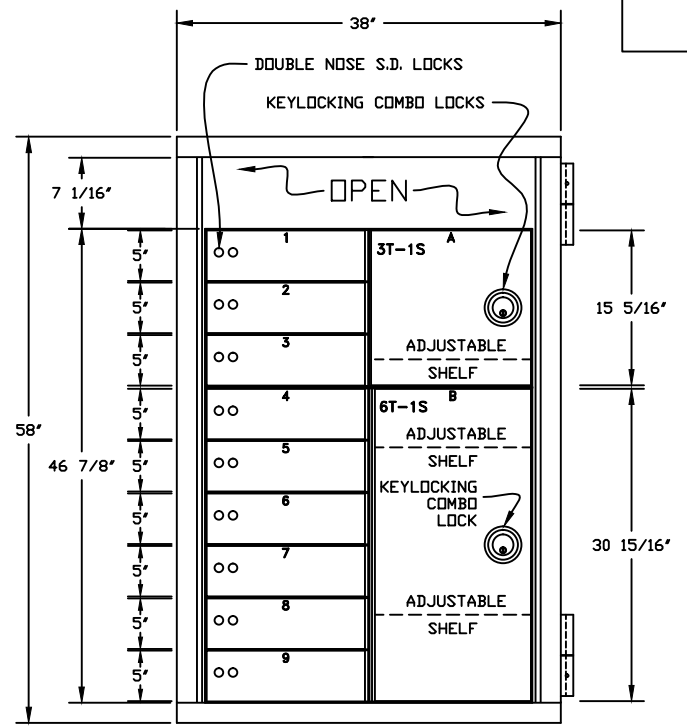 38"
DOUBLE NOSE S.D. LOCKS
KEYLOCKING COMBO LOCKS
7 1/16"
OPEN
1
A
3T-1S
5"
2
5"
15 5/16"
3
5"
ADJUSTABLE
SHELF
4
B
6T-1S
5"
ADJUSTABLE
58"
46 7/8"
5
5"
SHELF
KEYLOCKING
COMBO
LOCK
6
5"
7
5"
30 15/16"
8
5"
ADJUSTABLE
SHELF
9
5"